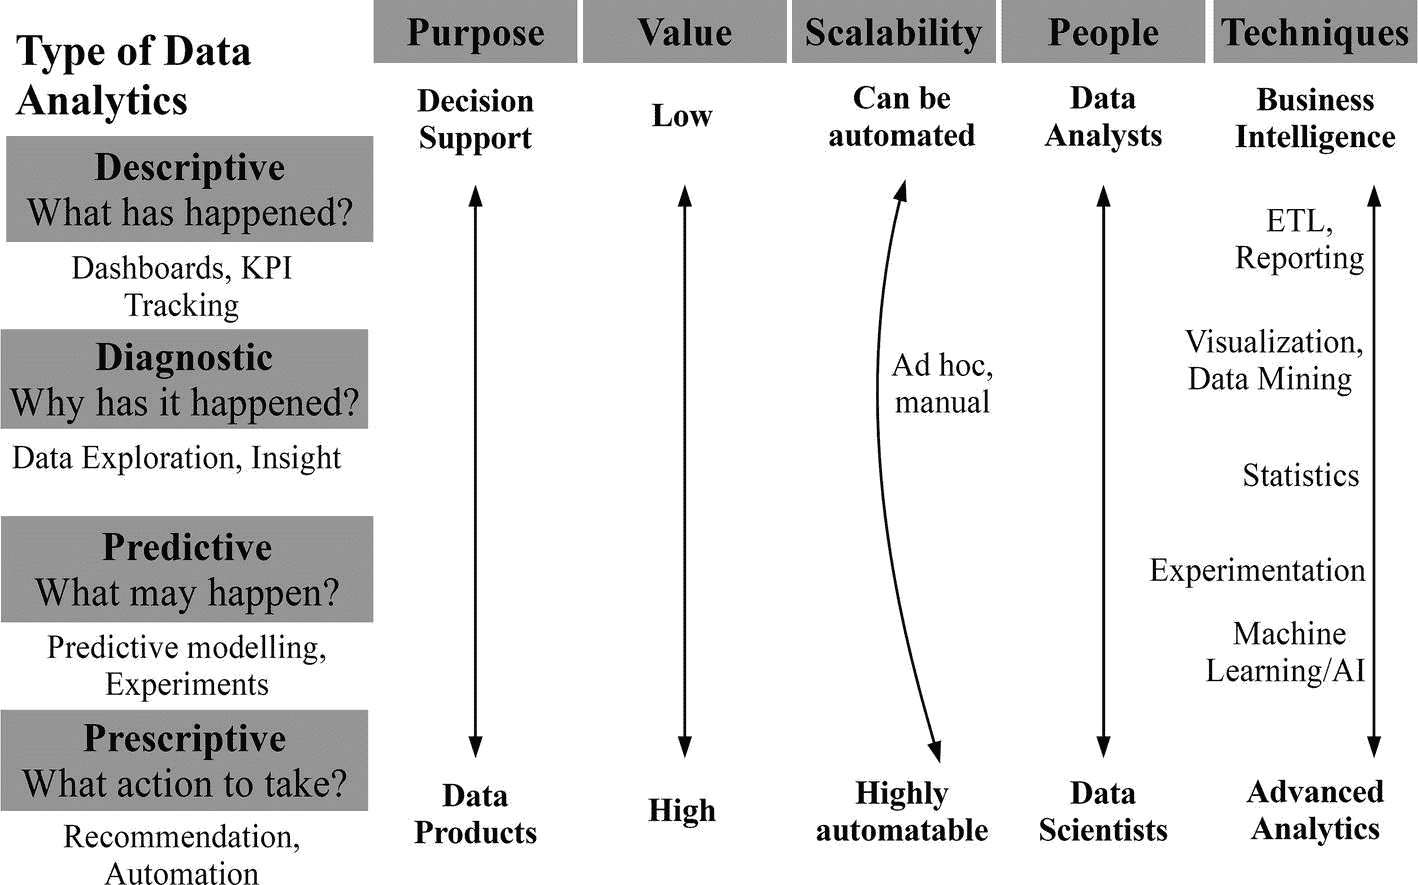 Type of Data
Analytics
Purpose
Value
Scalability
People
Techniques
Decision
Support
Low
Can be
automated
Data
Analysts
Business
Intelligence
Descriptive
What has happened?
Dashboards, KPI
Tracking
ETL,
Reporting
Diagnostic
Why has it happened?
Data Exploration, Insight
Ad hoc,
manual
Visualization,
Data Mining
Statistics
Predictive
What may happen?
Predictive modelling,
Experiments
Experimentation
Machine
Learning/AI
Prescriptive
What action to take?
Recommendation,
Automation
Data
Products
High
Highly
automatable
Data
Scientists
Advanced
Analytics